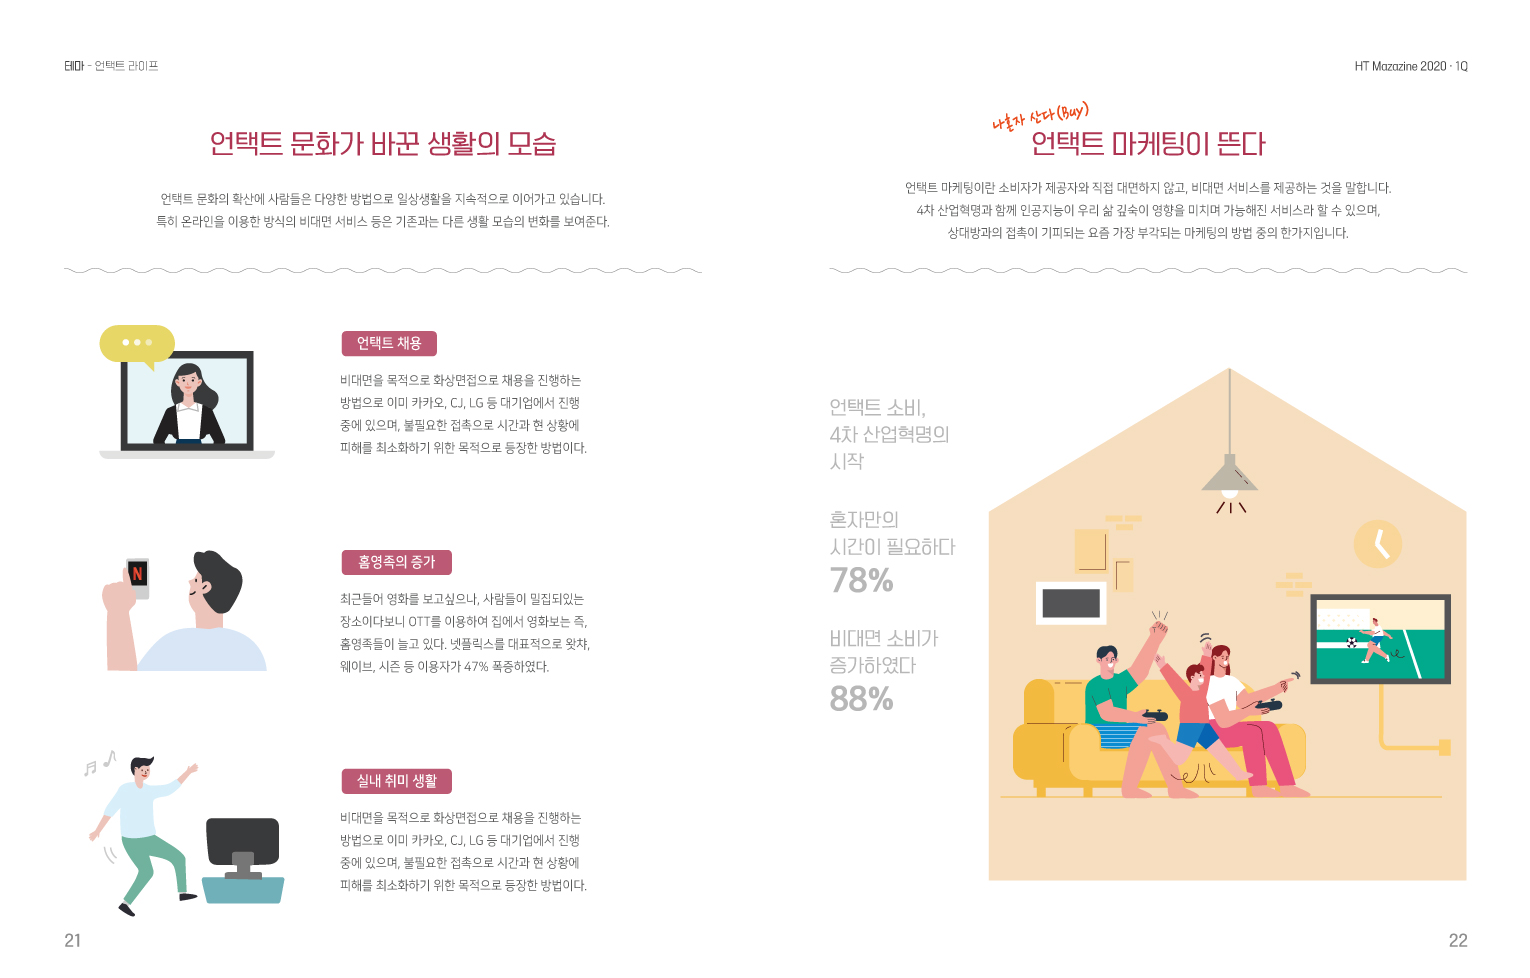 테마 - 언택트 라이프
언택트 문화가 바꾼 생활의 모습
언택트 문화의 확산에 사람들은 다양한 방법으로 일상생활을 지속적으로 이어가고 있습니다.
특히 온라인을 이용한 방식의 비대면 서비스 등은 기존과는 다른 생활 모습의 변화를 보여준다.
언택트 채용
비대면을 목적으로 화상면접으로 채용을 진행하는
방법으로 이미 카카오, CJ, LG 등 대기업에서 진행
중에 있으며, 불필요한 접촉으로 시간과 현 상황에
피해를 최소화하기 위한 목적으로 등장한 방법이다.
N
홈영족의 증가
최근들어 영화를 보고싶으나, 사람들이 밀집되있는
장소이다보니 OTT를 이용하여 집에서 영화보는 즉,
홈영족들이 늘고 있다. 넷플릭스를 대표적으로 왓챠,
웨이브, 시즌 등 이용자가 47% 폭증하였다.
실내 취미 생활
비대면을 목적으로 화상면접으로 채용을 진행하는
방법으로 이미 카카오, CJ, LG 등 대기업에서 진행
중에 있으며, 불필요한 접촉으로 시간과 현 상황에
피해를 최소화하기 위한 목적으로 등장한 방법이다.
21
HT Mazazine 2020 · 1Q
나혼자 산다(Buy)
언택트 마케팅이 뜬다
언택트 마케팅이란 소비자가 제공자와 직접 대면하지 않고, 비대면 서비스를 제공하는 것을 말합니다.
4차 산업혁명과 함께 인공지능이 우리 삶 깊숙이 영향을 미치며 가능해진 서비스라 할 수 있으며,
상대방과의 접촉이 기피되는 요즘 가장 부각되는 마케팅의 방법 중의 한가지입니다.
언택트 소비,
4차 산업혁명의
시작
혼자만의
시간이 필요하다
78%
비대면 소비가
증가하였다
88%
22